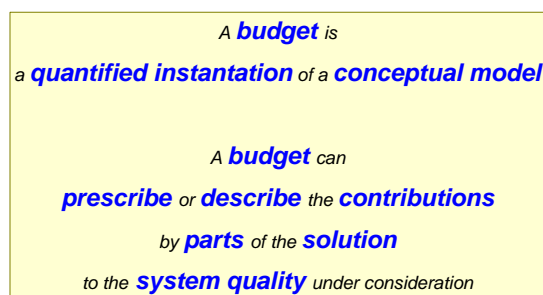 A budget is
a quantified instantation of a conceptual model
A budget can
prescribe or describe the contributions
by parts of the solution
to the system quality under consideration